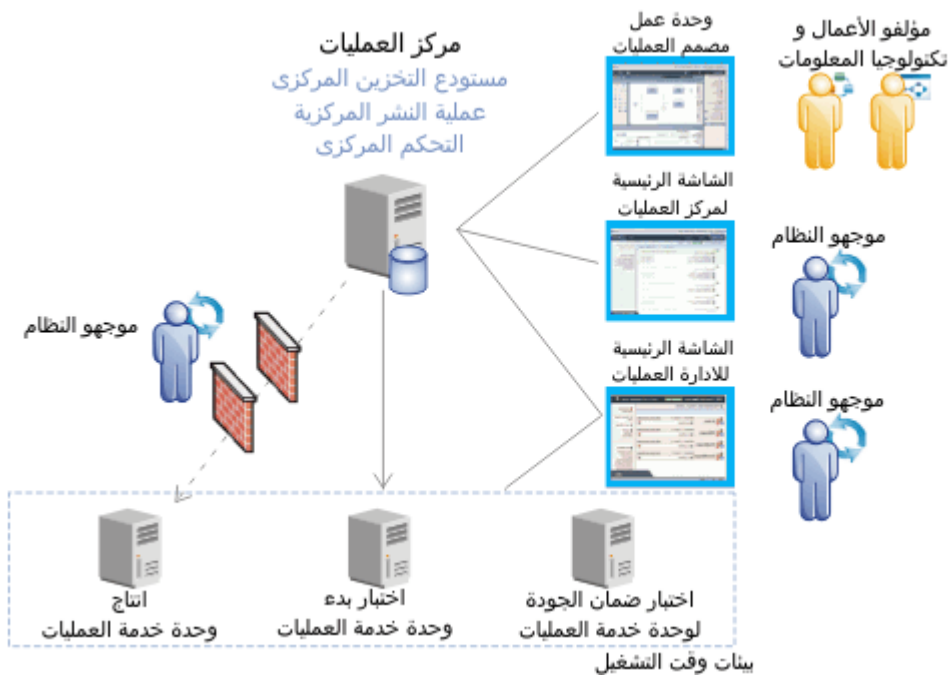 مؤلفو الأعمال و
تكنولوجيا المعلومات
وحدة عمل
مصمم العمليات
مركز العمليات
مستودع التخزين المركزى
عملية النشر المركزية
التحكم المركزى
الشاشة الرئيسية
لمركز العمليات
موجهو النظام
موجهو النظام
الشاشة الرئيسية
للادارة العمليات
موجهو النظام
اختبار ضمان الجودة
لوحدة خدمة العمليات
اختبار بدء
وحدة خدمة العمليات
انتاج
وحدة خدمة العمليات
بيئات وقت التشغيل